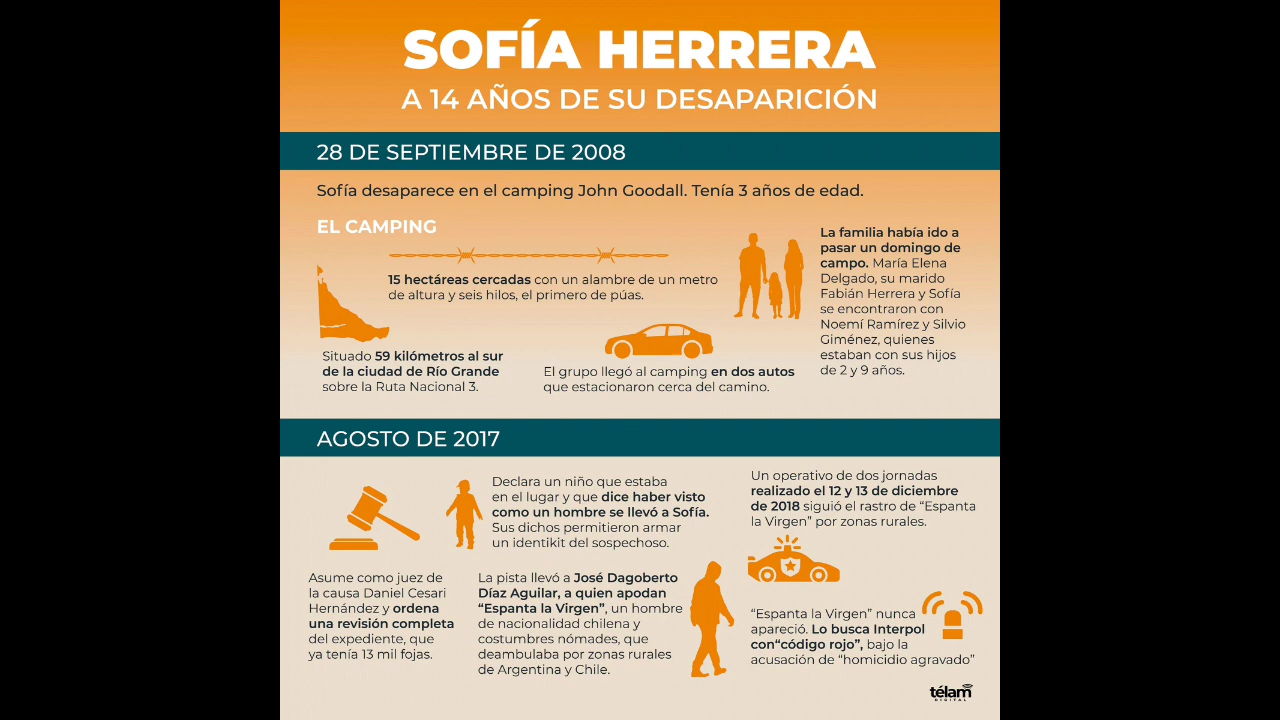 SOFÍA HERRERA
A 14 AÑOS DE SU DESAPARICIÓN
28 DE SEPTIEMBRE DE 2008
Sofía desaparece en el camping John Goodall. Tenía 3 años de edad.
EL CAMPING
15 hectáreas cercadas con un alambre de un metro
de altura y seis hilos, el primero de púas.
Situado 59 kilómetros al sur
de la ciudad de Río Grande
sobre la Ruta Nacional 3.
El grupo llegó al camping en dos autos
que estacionaron cerca del camino.
La familia había ido a
pasar un domingo de
campo. María Elena
Delgado, su marido
Fabián Herrera y Sofía
se encontraron con
Noemí Ramírez y Silvio
Giménez, quienes
estaban con sus hijos
de 2 y 9 años.
AGOSTO DE 2017
Asume como juez de
la causa Daniel Cesari
Hernández y ordena
una revisión completa
del expediente, que
ya tenía 13 mil fojas.
Declara un niño que estaba
en el lugar y que dice haber visto
como un hombre se llevó a Sofía.
Sus dichos permitieron armar
un identikit del sospechoso.
La pista llevó a José Dagoberto
Díaz Aguilar, a quien apodan
“Espanta la Virgen”, un hombre
de nacionalidad chilena y
costumbres nómades, que
deambulaba por zonas rurales
de Argentina y Chile.
Un operativo de dos jornadas
realizado el 12 y 13 de diciembre
de 2018 siguió el rastro de “Espanta
la Virgen” por zonas rurales.
“Espanta la Virgen” nunca
apareció. Lo busca Interpol
con“código rojo”, bajo la
acusación de “homicidio agravado”
télam
DIGITAL